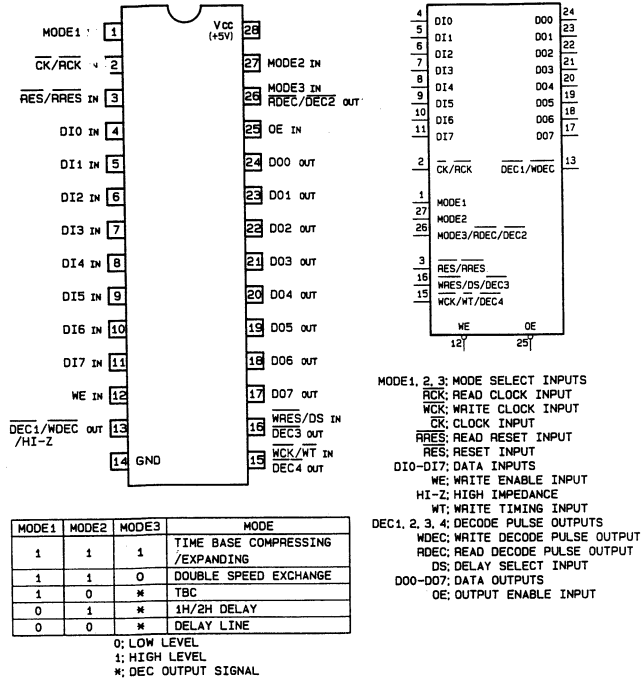 MODE1 1
CK/RCK 2
RES/RRES IN 3
DI0 IN 4
DI1 IN 5
DI2 IN 6
DI3 IN 7
DI4 IN 8
DI5 IN 9
DI6 IN 10
DI7 IN 11
WE IN 12
DEC1/WDEC OUT 13
/HI-Z
14 GND
Vcc 28
(+5V)
27 MODE2 IN
26 MODE3 IN
RDEC/DEC2 OUT
25 OE IN
24 DO0 OUT
23 DO1 OUT
22 DO2 OUT
21 DO3 OUT
20 DO4 OUT
19 DO5 OUT
18 DO6 OUT
17 DO7 OUT
16 WRES/DS IN
DEC3 OUT
15 WCK/WT IN
DEC4 OUT
4 DI0 DO0 24
5 DI1 DO1 23
6 DI2 DO2 22
7 DI3 DO3 21
8 DI4 DO4 20
9 DI5 DO5 19
10 DI6 DO6 18
11 DI7 DO7 17
2 CK/RCK DEC1/WDEC 13
1 MODE1
27 MODE2
26 MODE3/RDEC/DEC2
3 RES/RRES
16 WRES/DS/DEC3
15 WCK/WT/DEC4
WE OE
12 25
MODE1, 2, 3; MODE SELECT INPUTS
RCK; READ CLOCK INPUT
WCK; WRITE CLOCK INPUT
CK; CLOCK INPUT
RRES; READ RESET INPUT
RES; RESET INPUT
DI0-DI7; DATA INPUTS
WE; WRITE ENABLE INPUT
HI-Z; HIGH IMPEDANCE
WT; WRITE TIMING INPUT
DEC1, 2, 3, 4; DECODE PULSE OUTPUTS
WDEC; WRITE DECODE PULSE OUTPUT
RDEC; READ DECODE PULSE OUTPUT
DS; DELAY SELECT INPUT
DO0-DO7; DATA OUTPUTS
OE; OUTPUT ENABLE INPUT
MODE1 MODE2 MODE3 MODE
1 1 1 TIME BASE COMPRESSING
/EXPANDING
1 1 0 DOUBLE SPEED EXCHANGE
1 0 * TBC
0 1 * 1H/2H DELAY
0 0 * DELAY LINE
0; LOW LEVEL
1; HIGH LEVEL
*; DEC OUTPUT SIGNAL